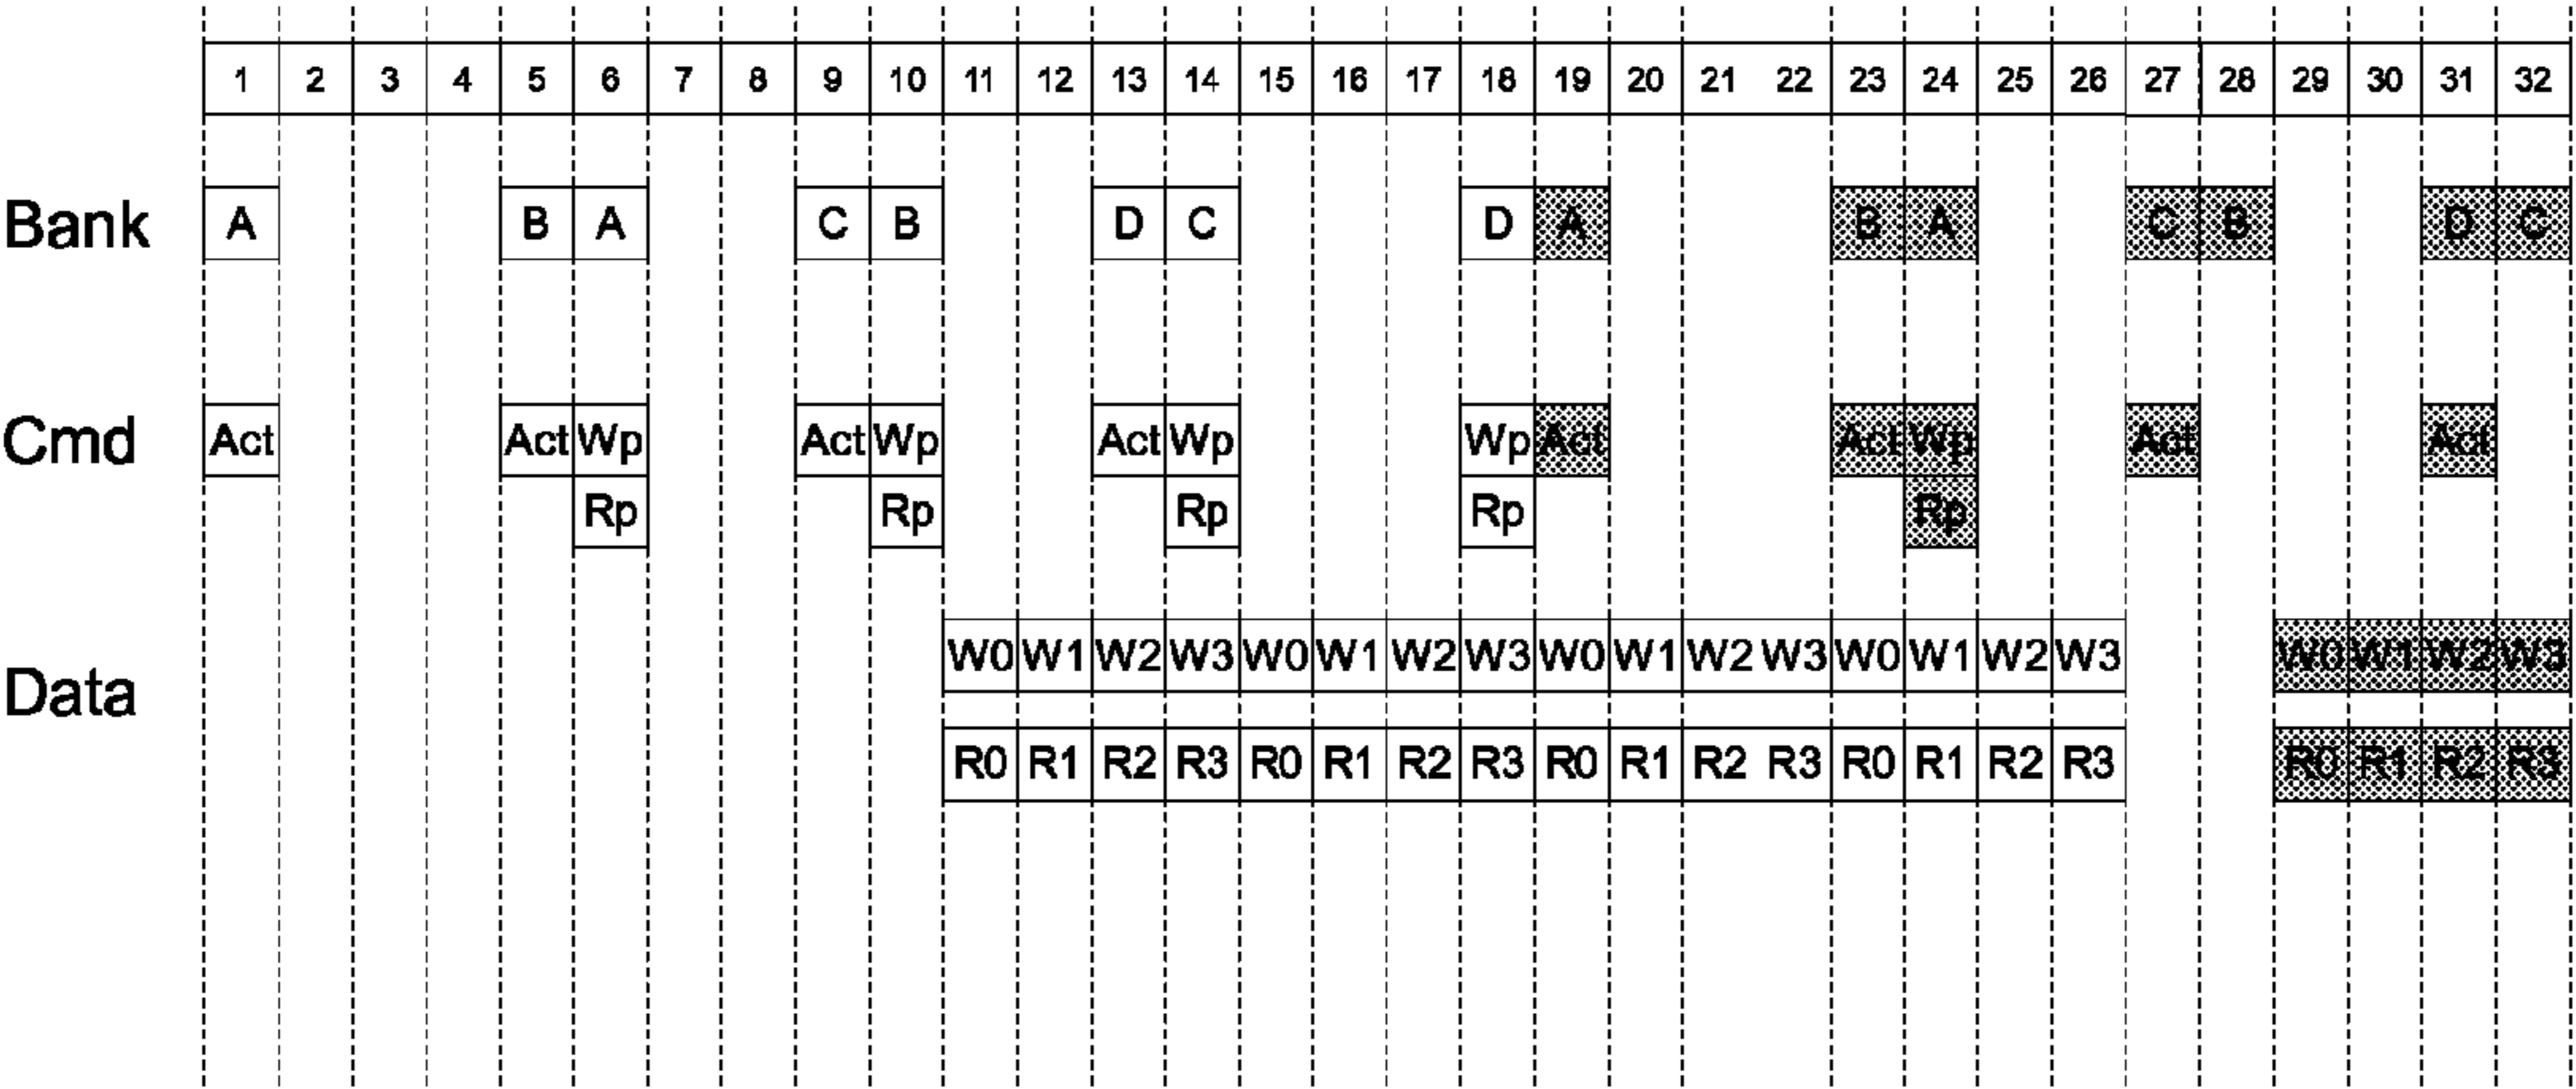 1 2 3 4 5 6 7 8 9 10 11 12 13 14 15 16 17 18 19 20 21 22 23 24 25 26 27 28 29 30 31 32
Bank A B A C B D C D A B A C B D C
Cmd Act Act Wp Act Wp Act Wp Wp Act Act Wp Act Act
Rp Rp Rp Rp Rp
Data
W0 W1 W2 W3 W0 W1 W2 W3 W0 W1 W2 W3 W0 W1 W2 W3 W0 W1 W2 W3
R0 R1 R2 R3 R0 R1 R2 R3 R0 R1 R2 R3 R0 R1 R2 R3 R0 R1 R2 R3